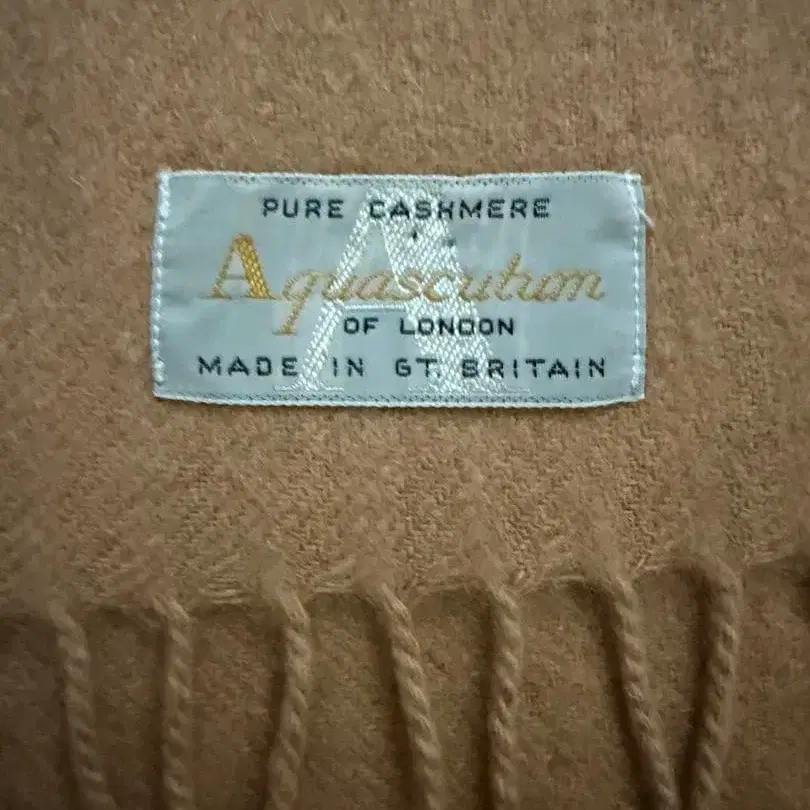 PURE CASHMERE
Aquascutum
OF LONDON
MADE IN GT. BRITAIN